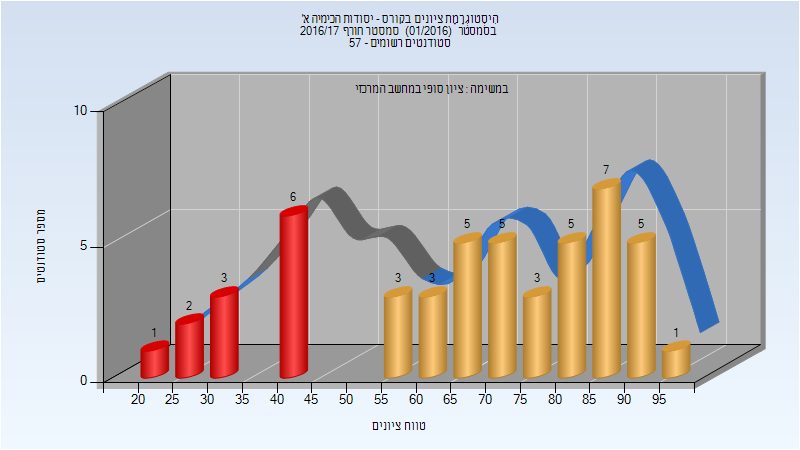 היסטוגרמת ציונים בקורס - יסודות הכימיה א'
בסמסטר (01/2016) סמסטר חורף 2016/17
סטודנטים רשומים - 57
במשימה : ציון סופי במחשב המרכזי
מספר סטודנטים
10
5
0
1
2
3
6
3
3
5
5
3
5
7
5
1
20 25 30 35 40 45 50 55 60 65 70 75 80 85 90 95
טווח ציונים